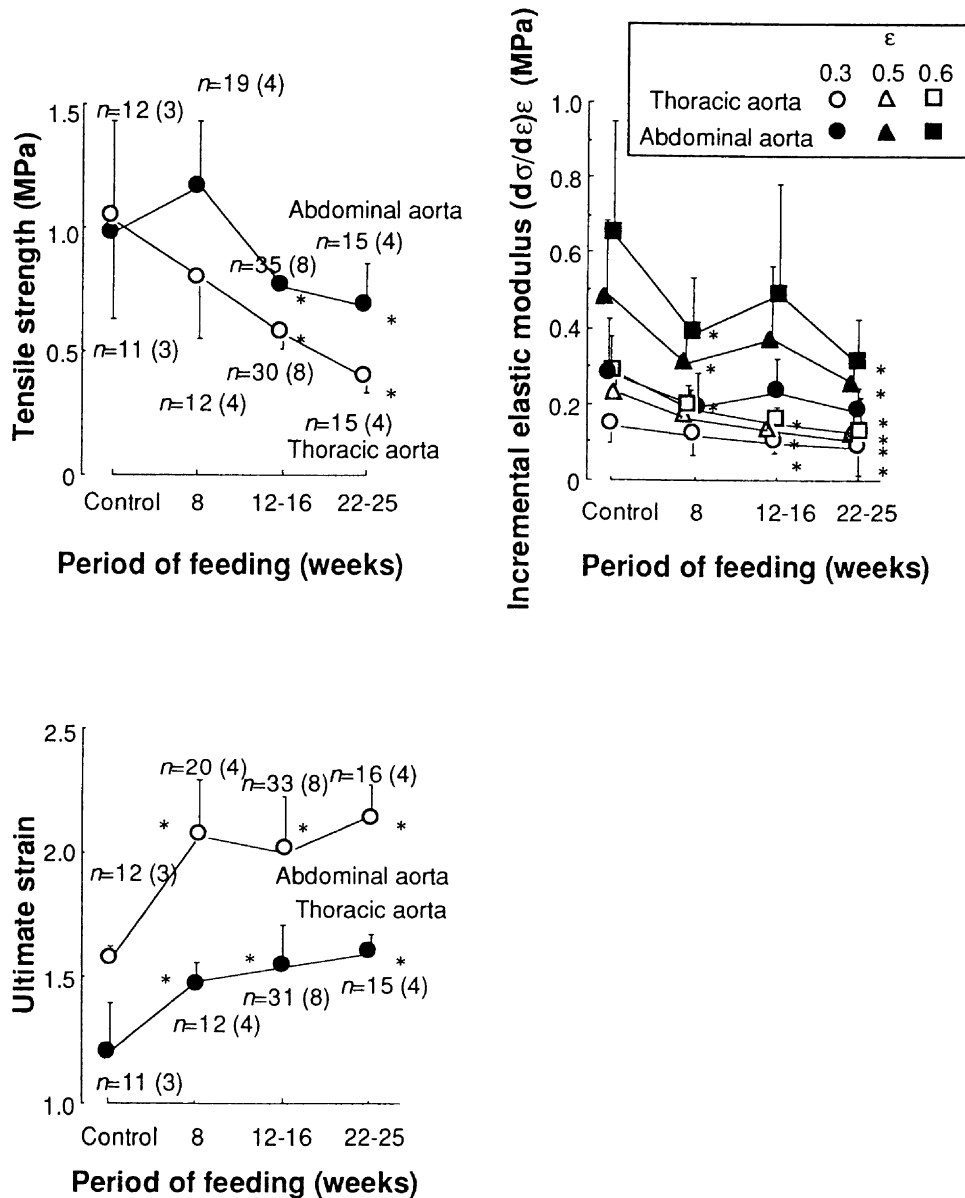 n=19 (4)
n=12 (3)
1.5
1.0
0.5
0
Tensile strength (MPa)
Abdominal aorta
n=15 (4)
n=35 (8)
*
*
*
*
n=11 (3)
n=30 (8)
n=12 (4)
n=15 (4)
Thoracic aorta
Control 8 12-16 22-25
Period of feeding (weeks)
ε
0.3 0.5 0.6
Thoracic aorta
Abdominal aorta
Incremental elastic modulus (dσ/dε)ε (MPa)
1.0
0.8
0.6
0.4
0.2
0
*
*
*
*
*
*
*
*
*
*
*
*
Control 8 12-16 22-25
Period of feeding (weeks)
Ultimate strain
2.5
2.0
1.5
1.0
n=20 (4)
n=33 (8)
n=16 (4)
*
*
*
n=12 (3)
Abdominal aorta
Thoracic aorta
*
*
*
n=31 (8)
n=15 (4)
n=12 (4)
n=11 (3)
Control 8 12-16 22-25
Period of feeding (weeks)